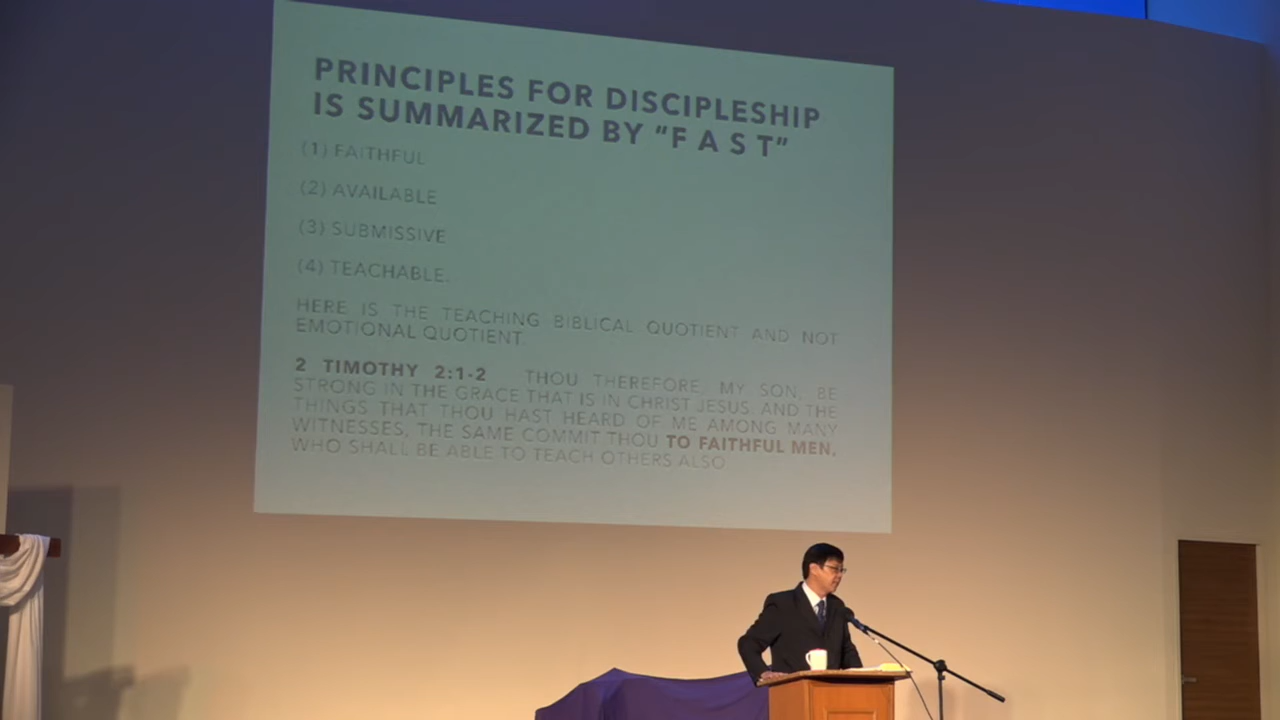 PRINCIPLES FOR DISCIPLESHIP
IS SUMMARIZED BY "F A S T"
(1) FAITHFUL
(2) AVAILABLE
(3) SUBMISSIVE
(4) TEACHABLE.
HERE IS THE TEACHING BIBLICAL QUOTIENT AND NOT
EMOTIONAL QUOTIENT.
2 TIMOTHY 2:1-2 THOU THEREFORE, MY SON, BE
STRONG IN THE GRACE THAT IS IN CHRIST JESUS. AND THE
THINGS THAT THOU HAST HEARD OF ME AMONG MANY
WITNESSES, THE SAME COMMIT THOU TO FAITHFUL MEN,
WHO SHALL BE ABLE TO TEACH OTHERS ALSO